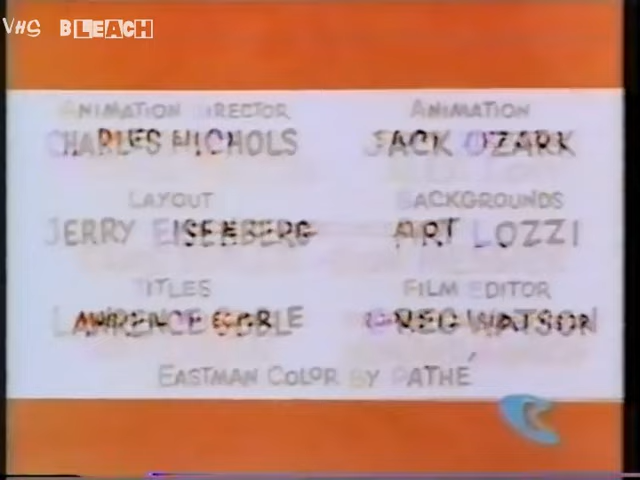 VHS BLEACH
ANIMATION DIRECTOR
CHARLES NICHOLS
ANIMATION
JACK OZARK
LAYOUT
JERRY EISENBERG
BACKGROUNDS
ART LOZZI
TITLES
LAWRENCE GOBLE
FILM EDITOR
GREG WATSON
EASTMAN COLOR BY PATHÉ